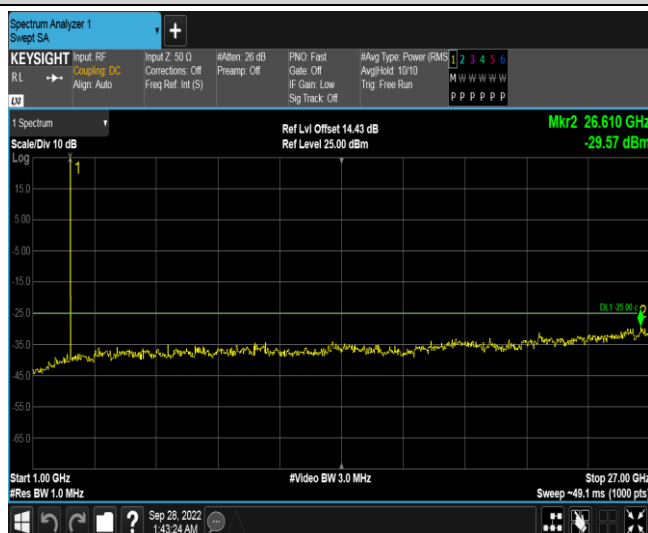 Spectrum Analyzer 1
Swept SA
+
KEYSIGHT
RL
LXI
Input: RF
Coupling: DC
Align: Auto
Input Z: 50 Ω
Corrections: Off
Freq Ref: Int (S)
#Atten: 26 dB
Preamp: Off
PNO: Fast
Gate: Off
IF Gain: Low
Sig Track: Off
#Avg Type: Power (RMS
Avg|Hold: 10/10
Trig: Free Run
1 2 3 4 5 6
M W W W W W
P P P P P P
1 Spectrum
Scale/Div 10 dB
Ref Lvl Offset 14.43 dB
Ref Level 25.00 dBm
Mkr2 26.610 GHz
-29.57 dBm
Log
1
15.0
5.00
-5.00
-15.0
DL1 -25.00
2
-25.0
-35.0
-45.0
-55.0
-65.0
Start 1.00 GHz
#Res BW 1.0 MHz
#Video BW 3.0 MHz
Stop 27.00 GHz
Sweep ~49.1 ms (1000 pts)
?
Sep 28, 2022
1:43:24 AM